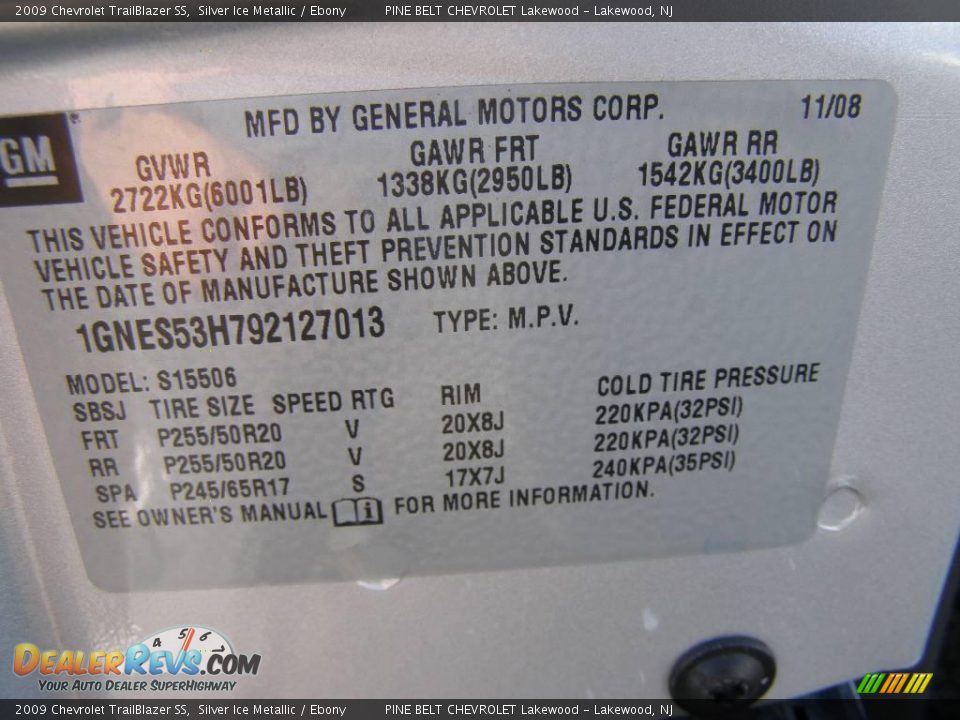 2009 Chevrolet TrailBlazer SS, Silver Ice Metallic / Ebony PINE BELT CHEVROLET Lakewood - Lakewood, NJ
GM
MFD BY GENERAL MOTORS CORP. 11/08
GVWR GAWR FRT GAWR RR
2722KG(6001LB) 1338KG(2950LB) 1542KG(3400LB)
THIS VEHICLE CONFORMS TO ALL APPLICABLE U.S. FEDERAL MOTOR
VEHICLE SAFETY AND THEFT PREVENTION STANDARDS IN EFFECT ON
THE DATE OF MANUFACTURE SHOWN ABOVE.
1GNES53H792127013 TYPE: M.P.V.
MODEL: S15506
SBSJ TIRE SIZE SPEED RTG RIM COLD TIRE PRESSURE
FRT P255/50R20 V 20X8J 220KPA(32PSI)
RR P255/50R20 V 20X8J 220KPA(32PSI)
SPA P245/65R17 S 17X7J 240KPA(35PSI)
SEE OWNER'S MANUAL i FOR MORE INFORMATION.
4 5 6
DEALERREVS.COM
YOUR AUTO DEALER SUPERHIGHWAY
2009 Chevrolet TrailBlazer SS, Silver Ice Metallic / Ebony PINE BELT CHEVROLET Lakewood - Lakewood, NJ